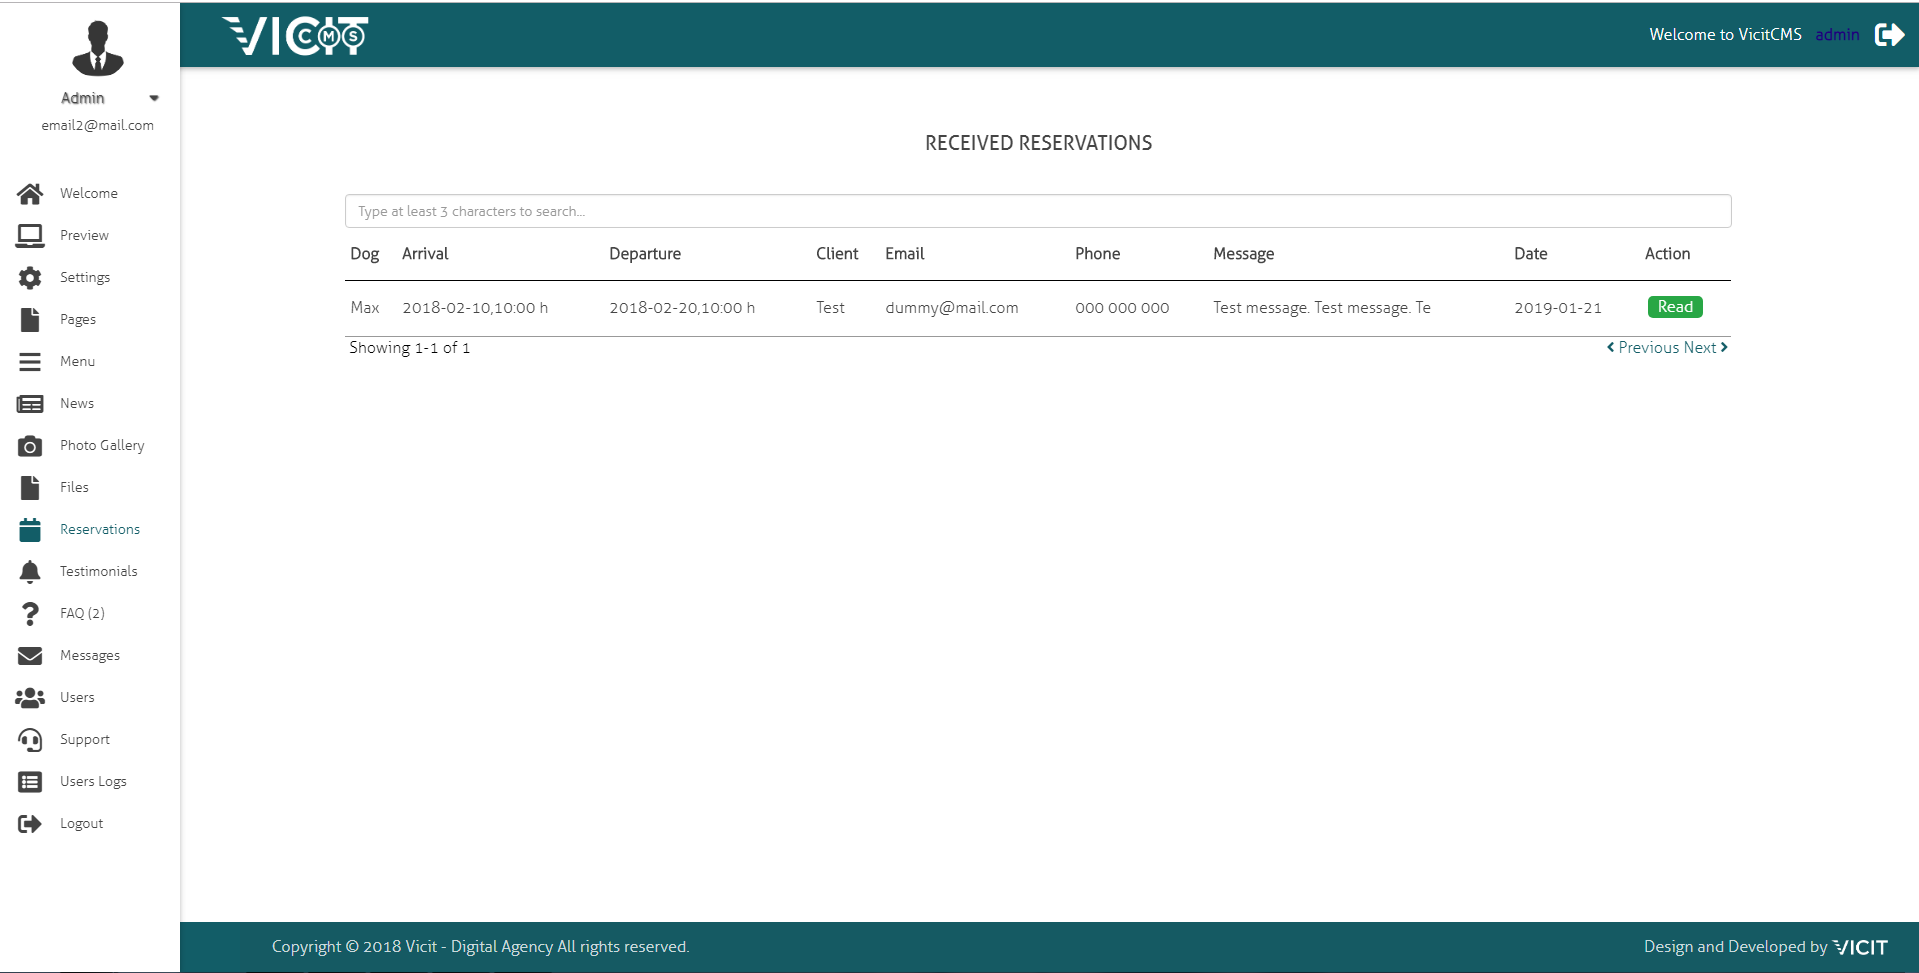 VICIT CMS
Welcome to VicitCMS admin
Admin
email2@mail.com
Welcome
Preview
Settings
Pages
Menu
News
Photo Gallery
Files
Reservations
Testimonials
FAQ (2)
Messages
Users
Support
Users Logs
Logout
RECEIVED RESERVATIONS
Type at least 3 characters to search...
Dog Arrival Departure Client Email Phone Message Date Action
Max 2018-02-10,10:00 h 2018-02-20,10:00 h Test dummy@mail.com 000 000 000 Test message. Test message. Te 2019-01-21 Read
Showing 1-1 of 1 Previous Next
Copyright © 2018 Vicit - Digital Agency All rights reserved. Design and Developed by VICIT